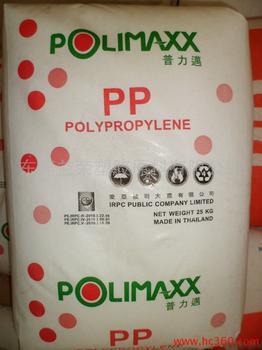 POLIMAXX
普力邁
PP
POLYPROPYLENE
IRPC PUBLIC COMPANY LIMITED
NET WEIGHT 25 KG
MADE IN THAILAND
POLIMAXX
普力邁
PP
www.hc360.com